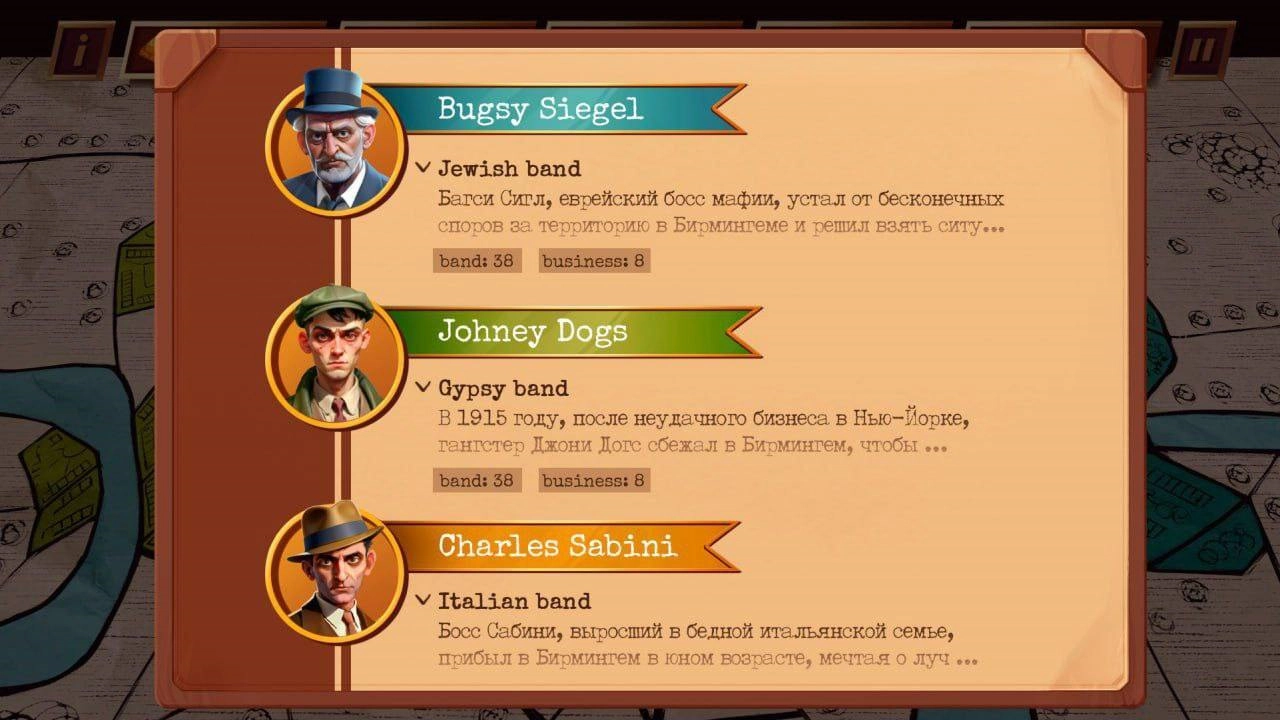 Bugsy Siegel
Jewish band
Багси Сигл, еврейский босс мафии, устал от бесконечных
споров за территорию в Бирмингеме и решил взять ситу...
band: 38 business: 8
Johney Dogs
Gypsy band
В 1915 году, после неудачного бизнеса в Нью-Йорке,
гангстер Джони Догс сбежал в Бирмингем, чтобы ...
band: 38 business: 8
Charles Sabini
Italian band
Босс Сабини, выросший в бедной итальянской семье,
прибыл в Бирмингем в юном возрасте, мечтая о луч ...